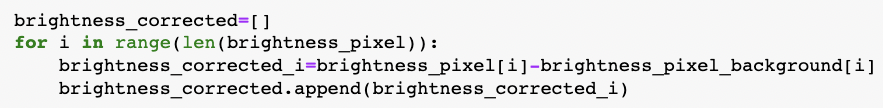 brightness_corrected=[]
for i in range(len(brightness_pixel)):
    brightness_corrected_i=brightness_pixel[i]-brightness_pixel_background[i]
    brightness_corrected.append(brightness_corrected_i)